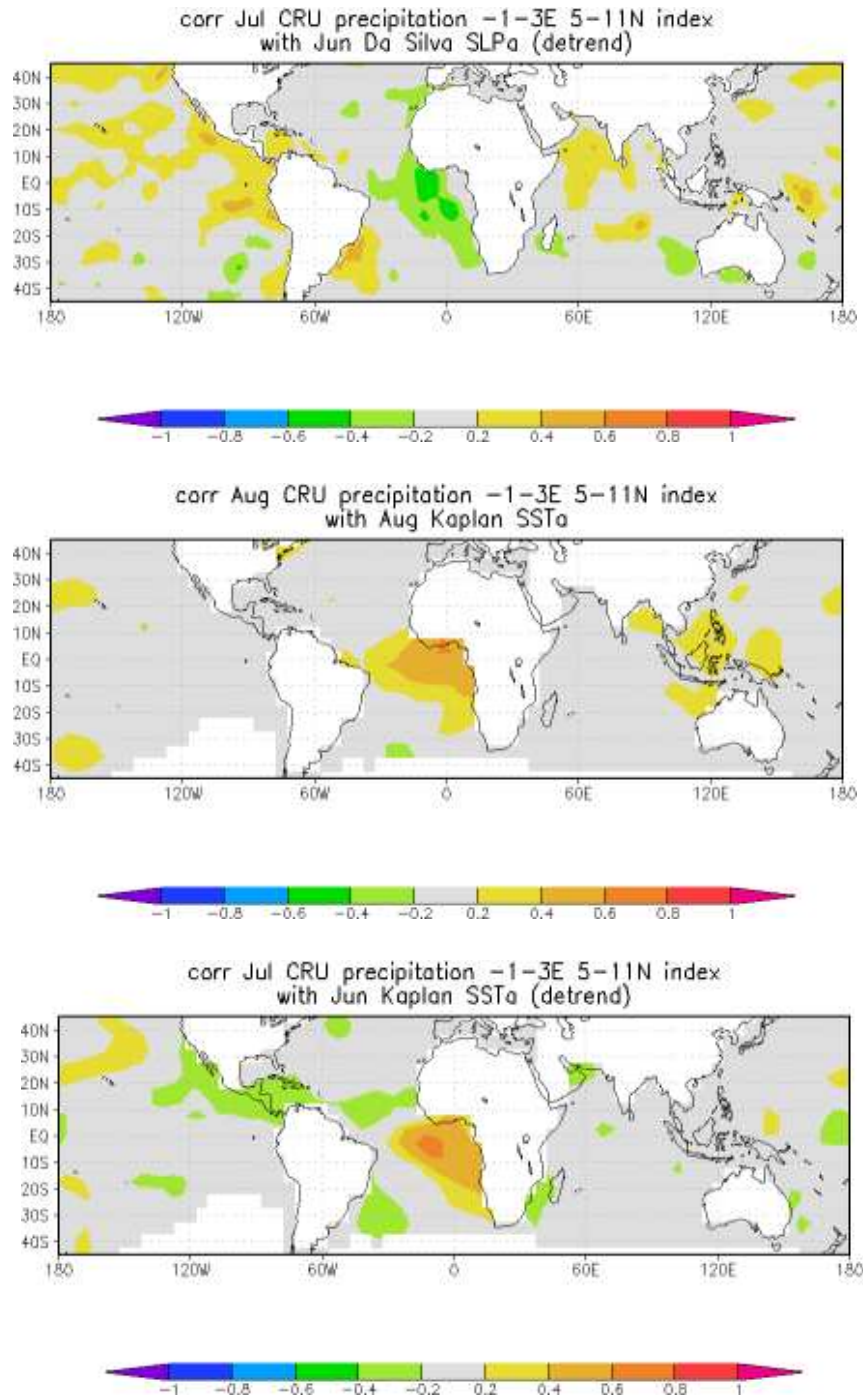 corr Jul CRU precipitation -1-3E 5-11N index
with Jun Da Silva SLPa (detrend)
40N
30N
20N
10N
EQ
10S
20S
30S
40S
180 120W 60W 0 60E 120E 180
-1 -0.8 -0.6 -0.4 -0.2 0.2 0.4 0.6 0.8 1
corr Aug CRU precipitation -1-3E 5-11N index
with Aug Kaplan SSTa
40N
30N
20N
10N
EQ
10S
20S
30S
40S
180 120W 60W 0 60E 120E 180
-1 -0.8 -0.6 -0.4 -0.2 0.2 0.4 0.6 0.8 1
corr Jul CRU precipitation -1-3E 5-11N index
with Jun Kaplan SSTa (detrend)
40N
30N
20N
10N
EQ
10S
20S
30S
40S
180 120W 60W 0 60E 120E 180
-1 -0.8 -0.6 -0.4 -0.2 0.2 0.4 0.6 0.8 1